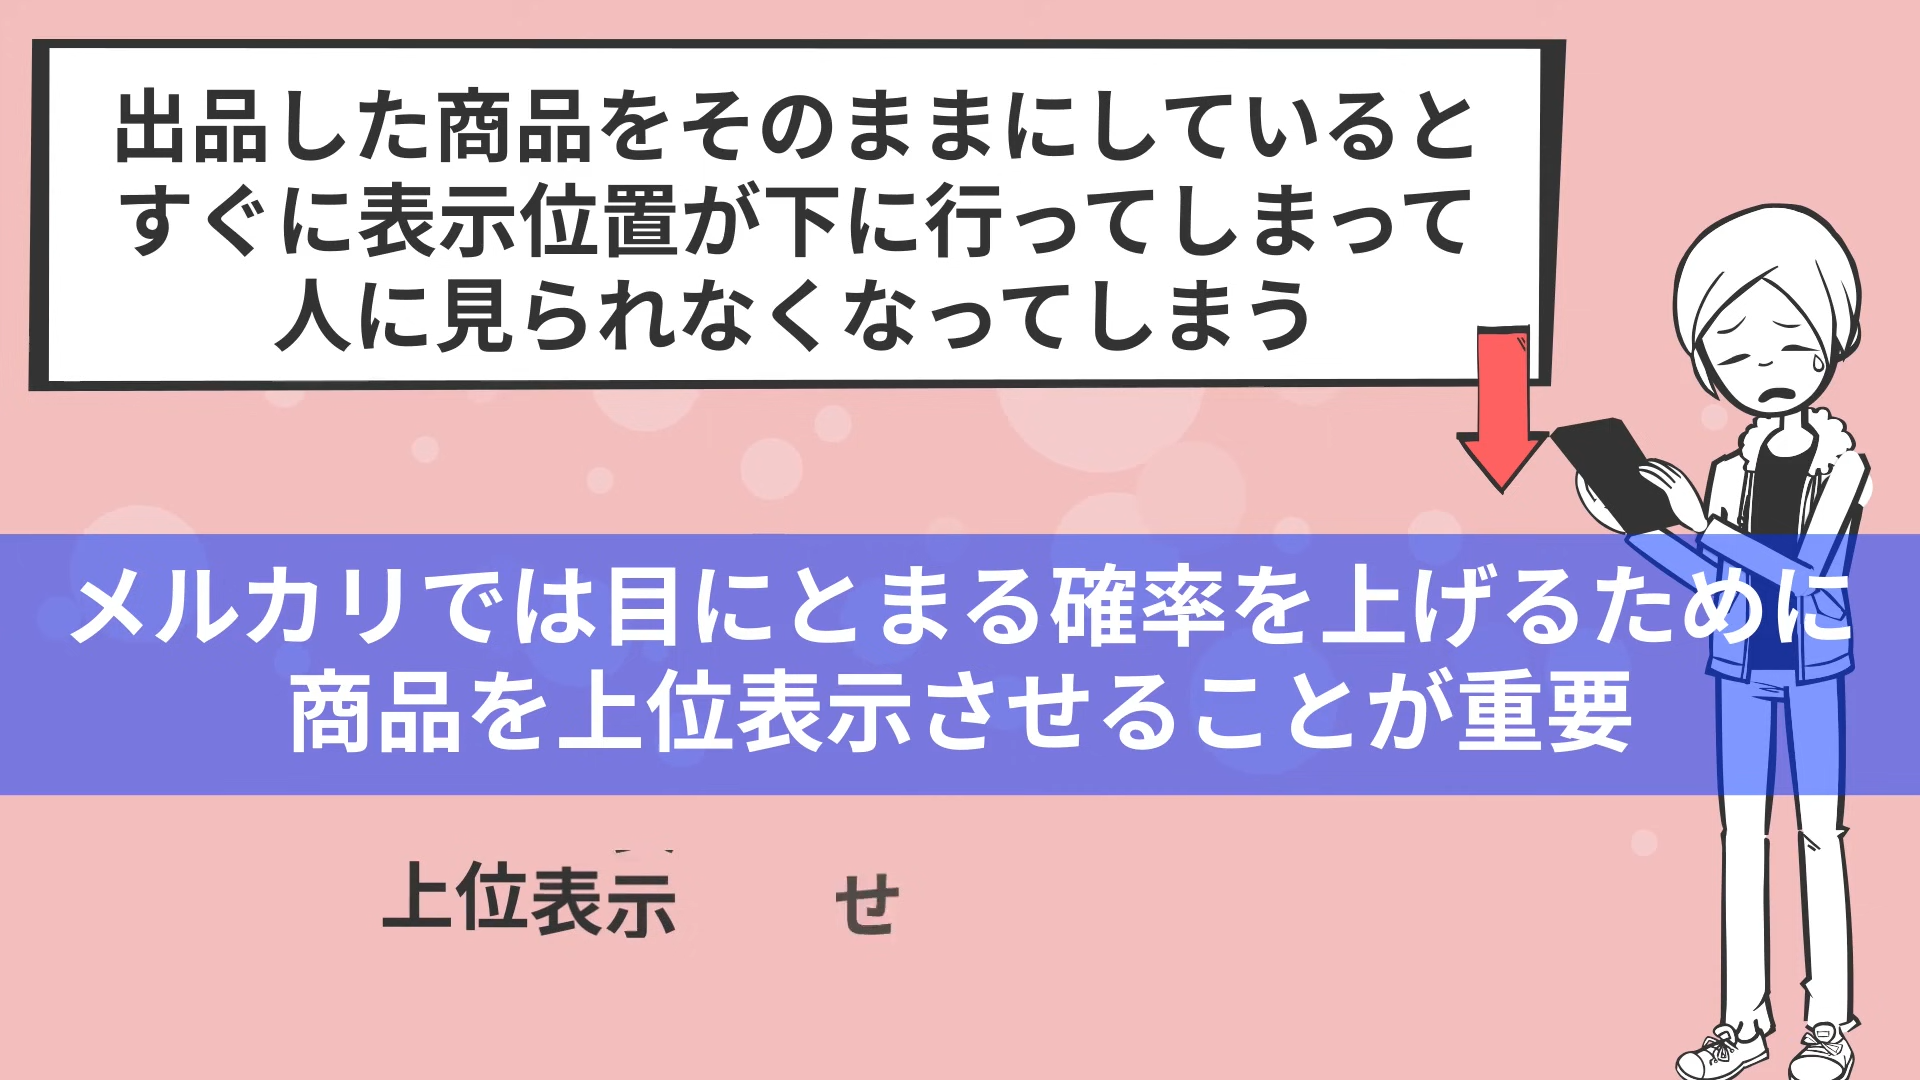 出品した商品をそのままにしていると
すぐに表示位置が下に行ってしまって
人に見られなくなってしまう
メルカリでは目にとまる確率を上げるために
商品を上位表示させることが重要
上位表示 せ